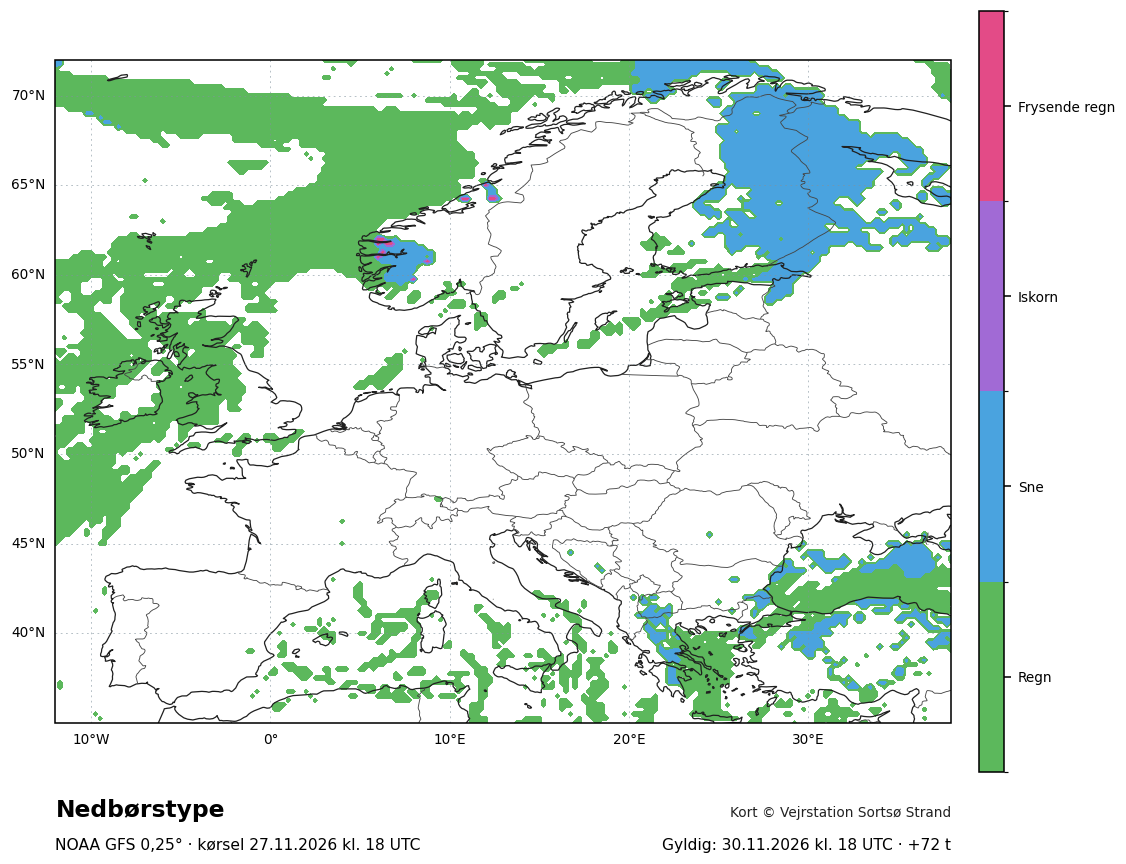 Frysende regn
Iskorn
Sne
Regn
70°N
65°N
60°N
55°N
50°N
45°N
40°N
10°W
0°
10°E
20°E
30°E
Nedbørstype
Kort © Vejrstation Sortsø Strand
NOAA GFS 0,25° · kørsel 27.11.2026 kl. 18 UTC
Gyldig: 30.11.2026 kl. 18 UTC · +72 t